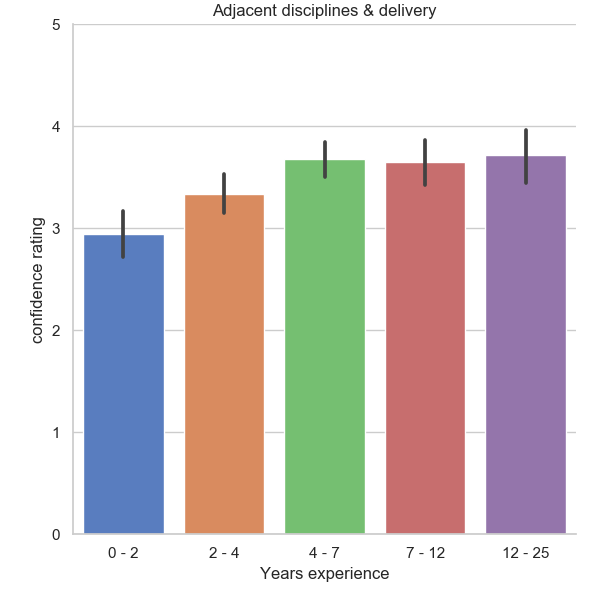 Adjacent disciplines & delivery
5
4
3
2
1
0
confidence rating
0 - 2
2 - 4
4 - 7
7 - 12
12 - 25
Years experience